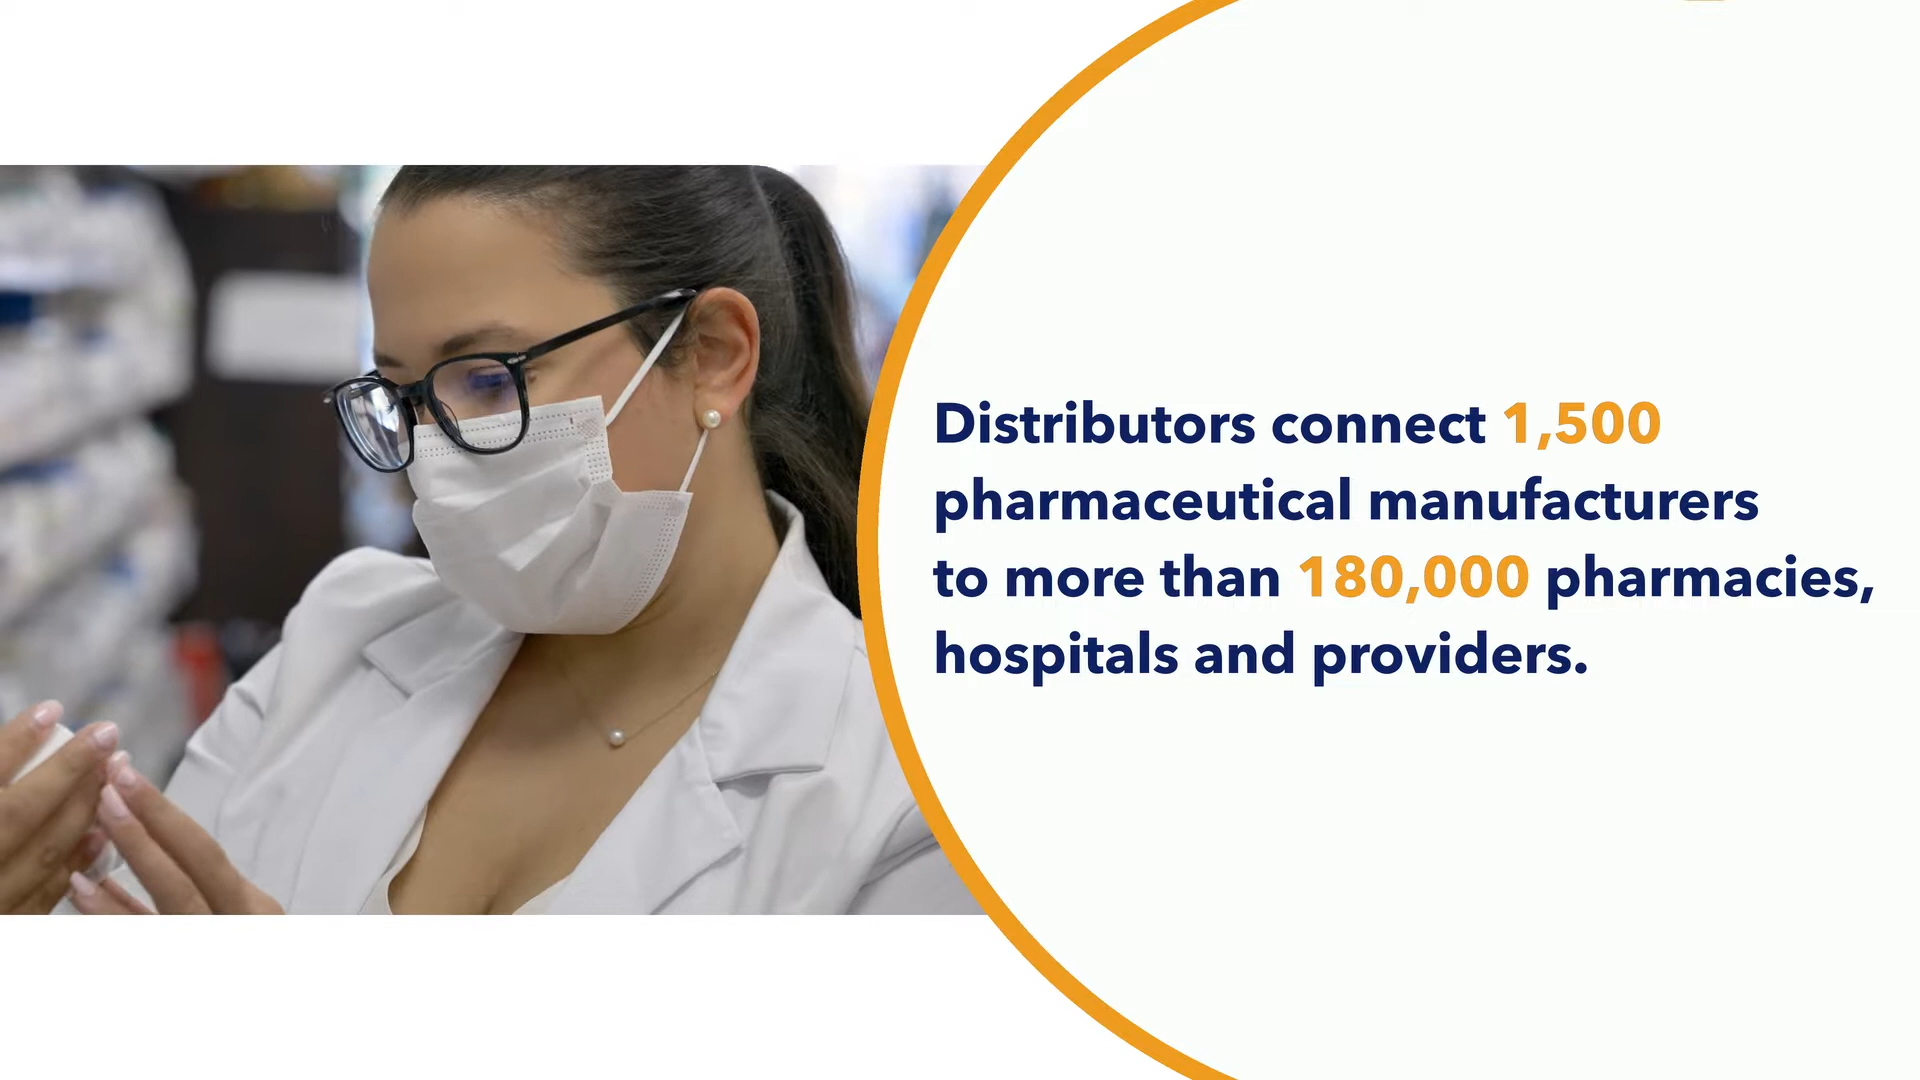 Distributors connect 1,500
pharmaceutical manufacturers
to more than 180,000 pharmacies,
hospitals and providers.